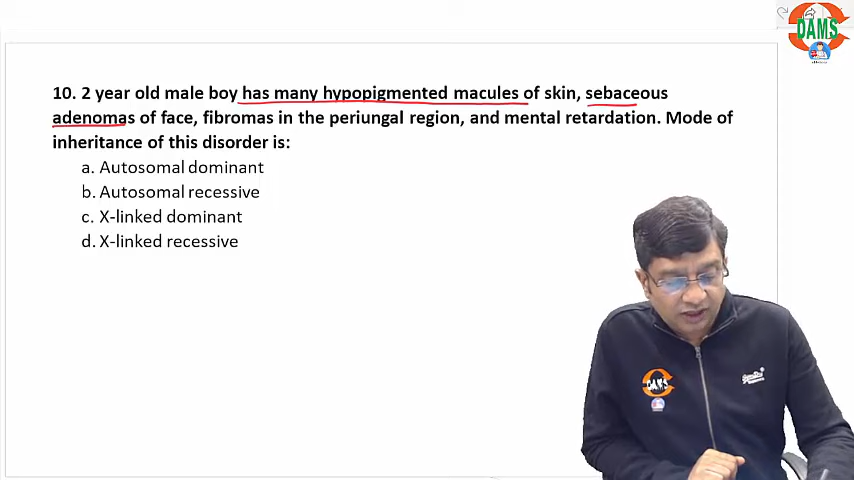 DAMS
10. 2 year old male boy has many hypopigmented macules of skin, sebaceous
adenomas of face, fibromas in the periungal region, and mental retardation. Mode of
inheritance of this disorder is:
a. Autosomal dominant
b. Autosomal recessive
c. X-linked dominant
d. X-linked recessive
DAMS